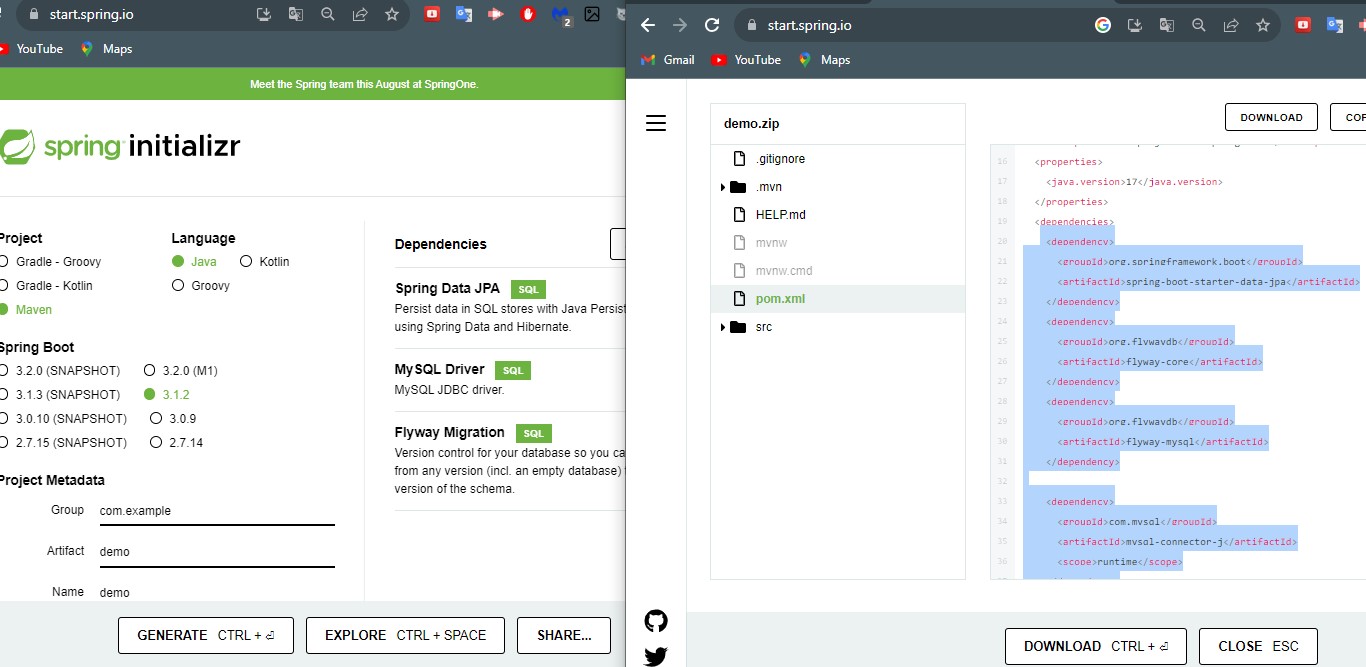 start.spring.io
2
YouTube
Maps
Meet the Spring team this August at SpringOne.
spring initializr
Project
Gradle - Groovy
Gradle - Kotlin
Maven
Language
Java
Kotlin
Groovy
Spring Boot
3.2.0 (SNAPSHOT)
3.2.0 (M1)
3.1.3 (SNAPSHOT)
3.1.2
3.0.10 (SNAPSHOT)
3.0.9
2.7.15 (SNAPSHOT)
2.7.14
Project Metadata
Group com.example
Artifact demo
Name demo
Dependencies
Spring Data JPA SQL
Persist data in SQL stores with Java Persist
using Spring Data and Hibernate.
MySQL Driver SQL
MySQL JDBC driver.
Flyway Migration SQL
Version control for your database so you ca
from any version (incl. an empty database)
version of the schema.
GENERATE CTRL + ⏎
EXPLORE CTRL + SPACE
SHARE...
start.spring.io
Gmail
YouTube
Maps
demo.zip
.gitignore
.mvn
HELP.md
mvnw
mvnw.cmd
pom.xml
src
DOWNLOAD
COP
16 <properties>
17 <java.version>17</java.version>
18 </properties>
19 <dependencies>
20 <dependency>
21 <groupId>org.springframework.boot</groupId>
22 <artifactId>spring-boot-starter-data-jpa</artifactId>
23 </dependency>
24 <dependency>
25 <groupId>org.flywaydb</groupId>
26 <artifactId>flyway-core</artifactId>
27 </dependency>
28 <dependency>
29 <groupId>org.flywaydb</groupId>
30 <artifactId>flyway-mysql</artifactId>
31 </dependency>
32
33 <dependency>
34 <groupId>com.mysql</groupId>
35 <artifactId>mysql-connector-j</artifactId>
36 <scope>runtime</scope>
DOWNLOAD CTRL + ⏎
CLOSE ESC